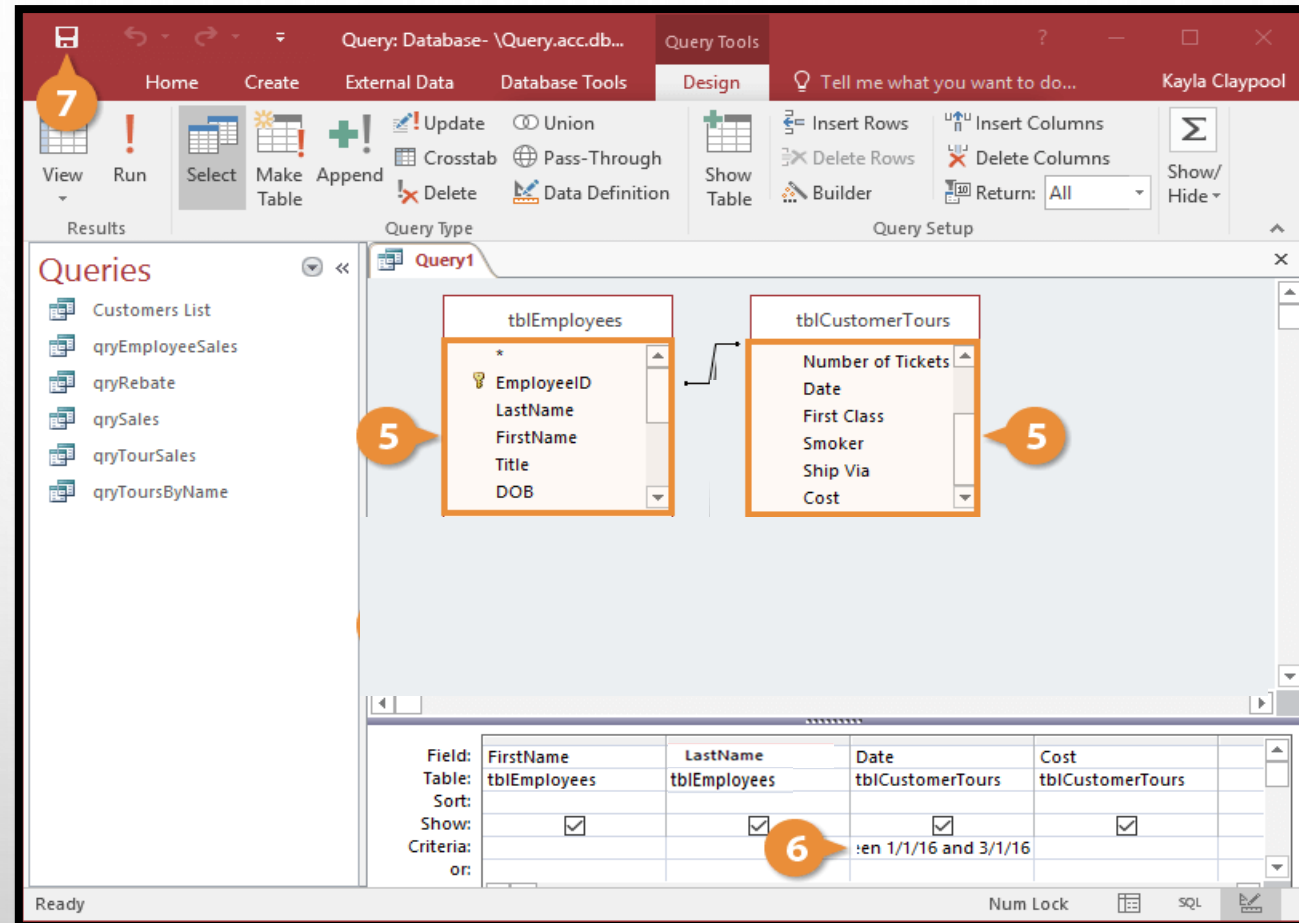 Query: Database- \Query.acc.db... Query Tools ?
7
Home Create External Data Database Tools Design Tell me what you want to do... Kayla Claypool
View
Run
Select
Make
Table
Append
Update
Crosstab
Delete
Union
Pass-Through
Data Definition
Show
Table
Insert Rows
Delete Rows
Builder
Insert Columns
Delete Columns
Return: All
Σ
Show/
Hide
Results Query Type Query Setup
Queries
Customers List
qryEmployeeSales
qryRebate
qrySales
qryTourSales
qryToursByName
Query1
tblEmployees
*
EmployeeID
LastName
FirstName
Title
DOB
5
tblCustomerTours
Number of Tickets
Date
First Class
Smoker
Ship Via
Cost
5
Field: FirstName LastName Date Cost
Table: tblEmployees tblEmployees tblCustomerTours tblCustomerTours
Sort:
Show:
Criteria: 6 en 1/1/16 and 3/1/16
or:
Ready Num Lock SQL